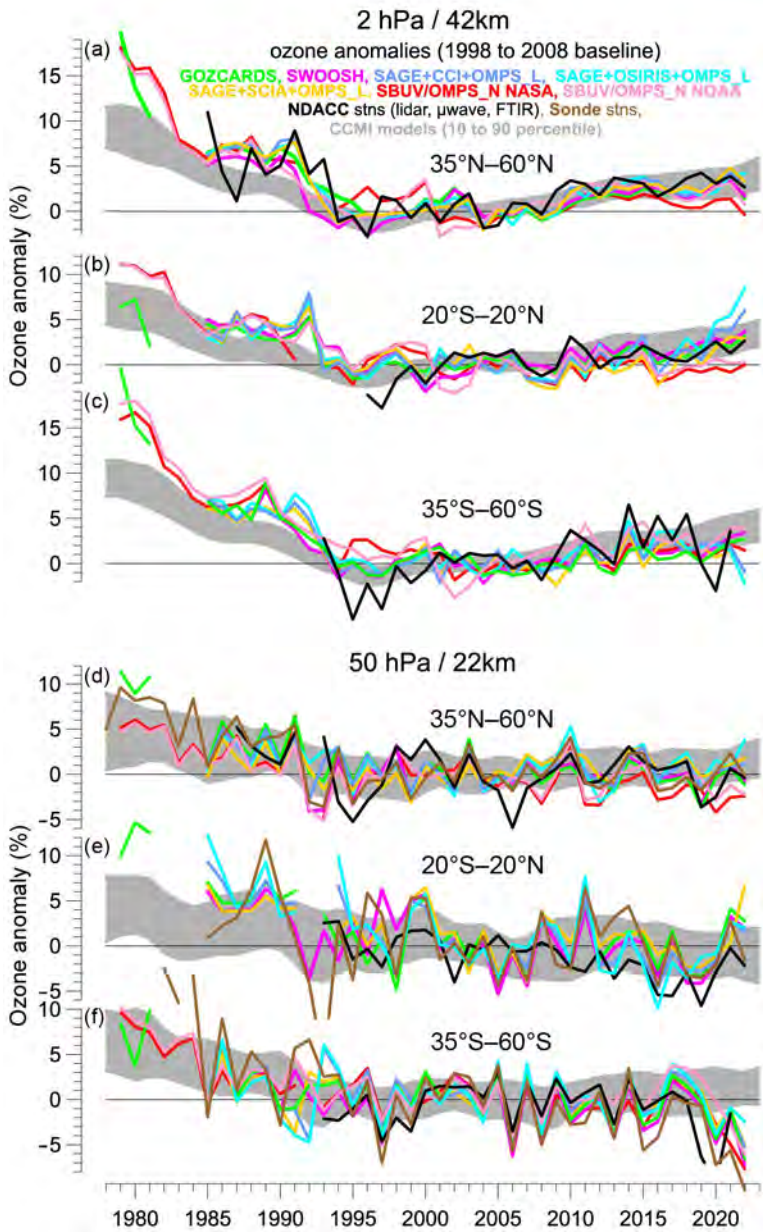 2 hPa / 42km
ozone anomalies (1998 to 2008 baseline)
GOZCARDS, SWOOSH, SAGE+CCI+OMPS_L, SAGE+OSIRIS+OMPS_L
SAGE+SCIA+OMPS_L, SBUV/OMPS_N NASA, SBUV/OMPS_N NOAA
NDACC stns (lidar, µwave, FTIR), Sonde stns,
CCMI models (10 to 90 percentile)
(a)
35°N–60°N
15
10
5
0
(b)
20°S–20°N
10
5
0
Ozone anomaly (%)
(c)
35°S–60°S
15
10
5
0
50 hPa / 22km
(d)
35°N–60°N
10
5
0
−5
(e)
20°S–20°N
10
5
0
−5
Ozone anomaly (%)
(f)
35°S–60°S
10
5
0
−5
1980 1985 1990 1995 2000 2005 2010 2015 2020